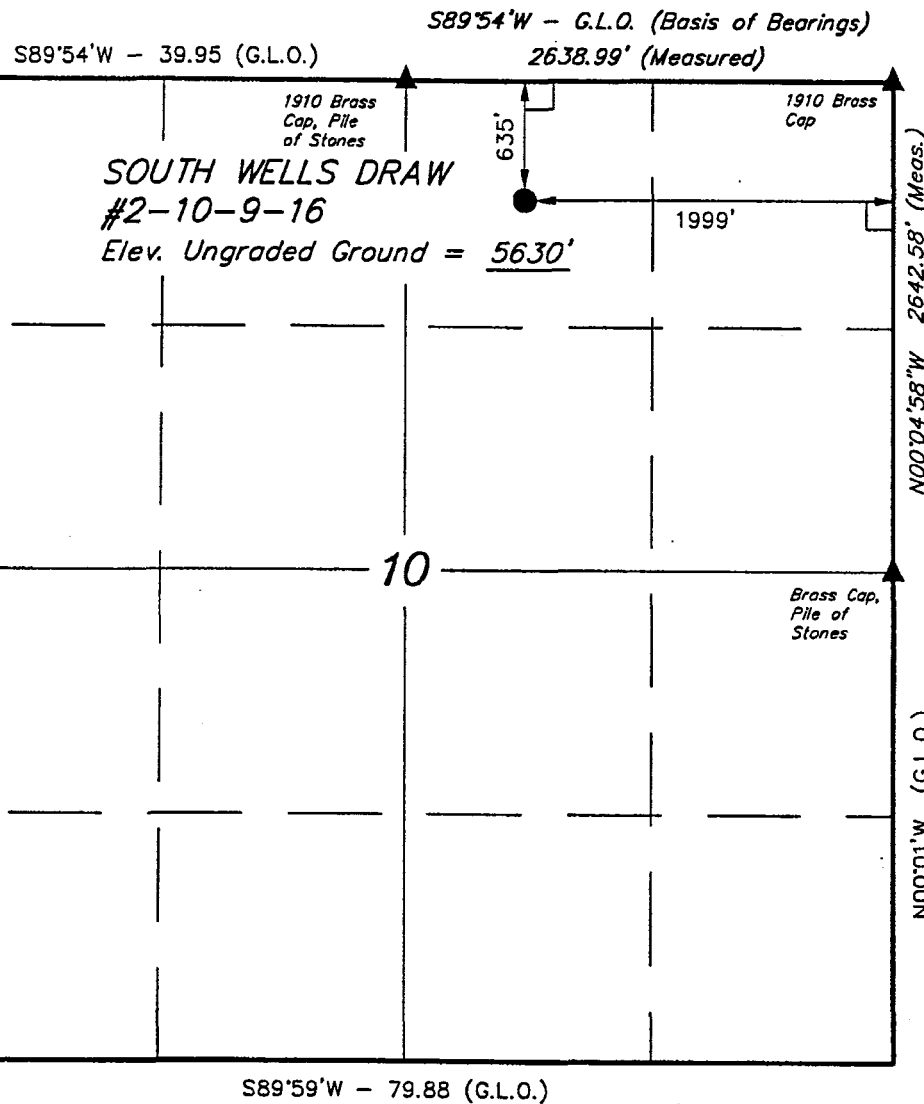 S89°54'W - G.L.O. (Basis of Bearings)
S89°54'W - 39.95 (G.L.O.)
2638.99' (Measured)
1910 Brass
Cap, Pile
of Stones
1910 Brass
Cap
635'
SOUTH WELLS DRAW
#2-10-9-16
1999'
Elev. Ungraded Ground = 5630'
N00°04'58"W 2642.58' (Meas.)
10
Brass Cap,
Pile of
Stones
N00°01'W (G.L.O.)
S89°59'W - 79.88 (G.L.O.)